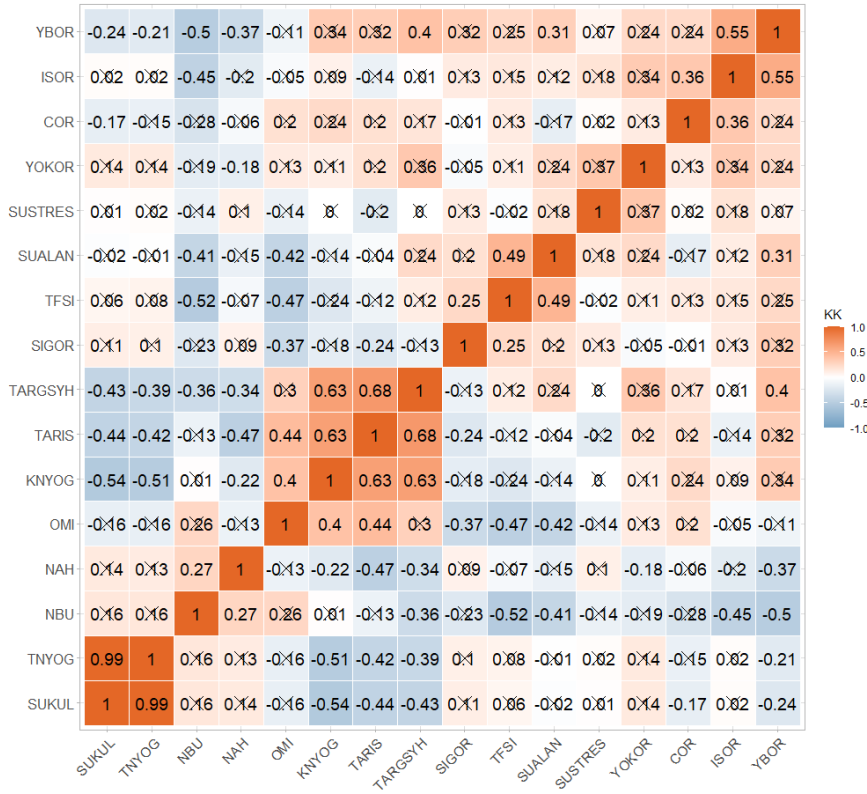 YBOR -0.24 -0.21 -0.5 -0.37 -0.11 0.34 0.32 0.4 0.32 0.25 0.31 0.07 0.24 0.24 0.55 1
ISOR 0.02 0.02 -0.45 -0.2 -0.05 0.09 -0.14 0.01 0.13 0.15 0.12 0.18 0.34 0.36 1 0.55
COR -0.17 -0.15 -0.28 -0.06 0.2 0.24 0.2 0.17 -0.01 0.13 -0.17 0.02 0.13 1 0.36 0.24
YOKOR 0.14 0.14 -0.19 -0.18 0.13 0.11 0.2 0.36 -0.05 0.11 0.24 0.37 1 0.13 0.34 0.24
SUSTRES 0.01 0.02 -0.14 0.1 -0.14 0 -0.2 0 0.13 -0.02 0.18 1 0.37 0.02 0.18 0.07
SUALAN -0.02 -0.01 -0.41 -0.15 -0.42 -0.14 -0.04 0.24 0.2 0.49 1 0.18 0.24 -0.17 0.12 0.31
TFSI 0.06 0.08 -0.52 -0.07 -0.47 -0.24 -0.12 0.12 0.25 1 0.49 -0.02 0.11 0.13 0.15 0.25
KK
SIGOR 0.11 0.1 -0.23 0.09 -0.37 -0.18 -0.24 -0.13 1 0.25 0.2 0.13 -0.05 -0.01 0.13 0.32
1.0
0.5
0.0
-0.5
-1.0
TARGSYH -0.43 -0.39 -0.36 -0.34 0.3 0.63 0.68 1 -0.13 0.12 0.24 0 0.36 0.17 0.01 0.4
TARIS -0.44 -0.42 -0.13 -0.47 0.44 0.63 1 0.68 -0.24 -0.12 -0.04 -0.2 0.2 0.2 -0.14 0.32
KNYOG -0.54 -0.51 0.01 -0.22 0.4 1 0.63 0.63 -0.18 -0.24 -0.14 0 0.11 0.24 0.09 0.34
OMI -0.16 -0.16 0.26 -0.13 1 0.4 0.44 0.3 -0.37 -0.47 -0.42 -0.14 0.13 0.2 -0.05 -0.11
NAH 0.14 0.13 0.27 1 -0.13 -0.22 -0.47 -0.34 0.09 -0.07 -0.15 0.1 -0.18 -0.06 -0.2 -0.37
NBU 0.16 0.16 1 0.27 0.26 0.01 -0.13 -0.36 -0.23 -0.52 -0.41 -0.14 -0.19 -0.28 -0.45 -0.5
TNYOG 0.99 1 0.16 0.13 -0.16 -0.51 -0.42 -0.39 0.1 0.08 -0.01 0.02 0.14 -0.15 0.02 -0.21
SUKUL 1 0.99 0.16 0.14 -0.16 -0.54 -0.44 -0.43 0.11 0.06 -0.02 0.01 0.14 -0.17 0.02 -0.24
SUKUL TNYOG NBU NAH OMI KNYOG TARIS TARGSYH SIGOR TFSI SUALAN SUSTRES YOKOR COR ISOR YBOR